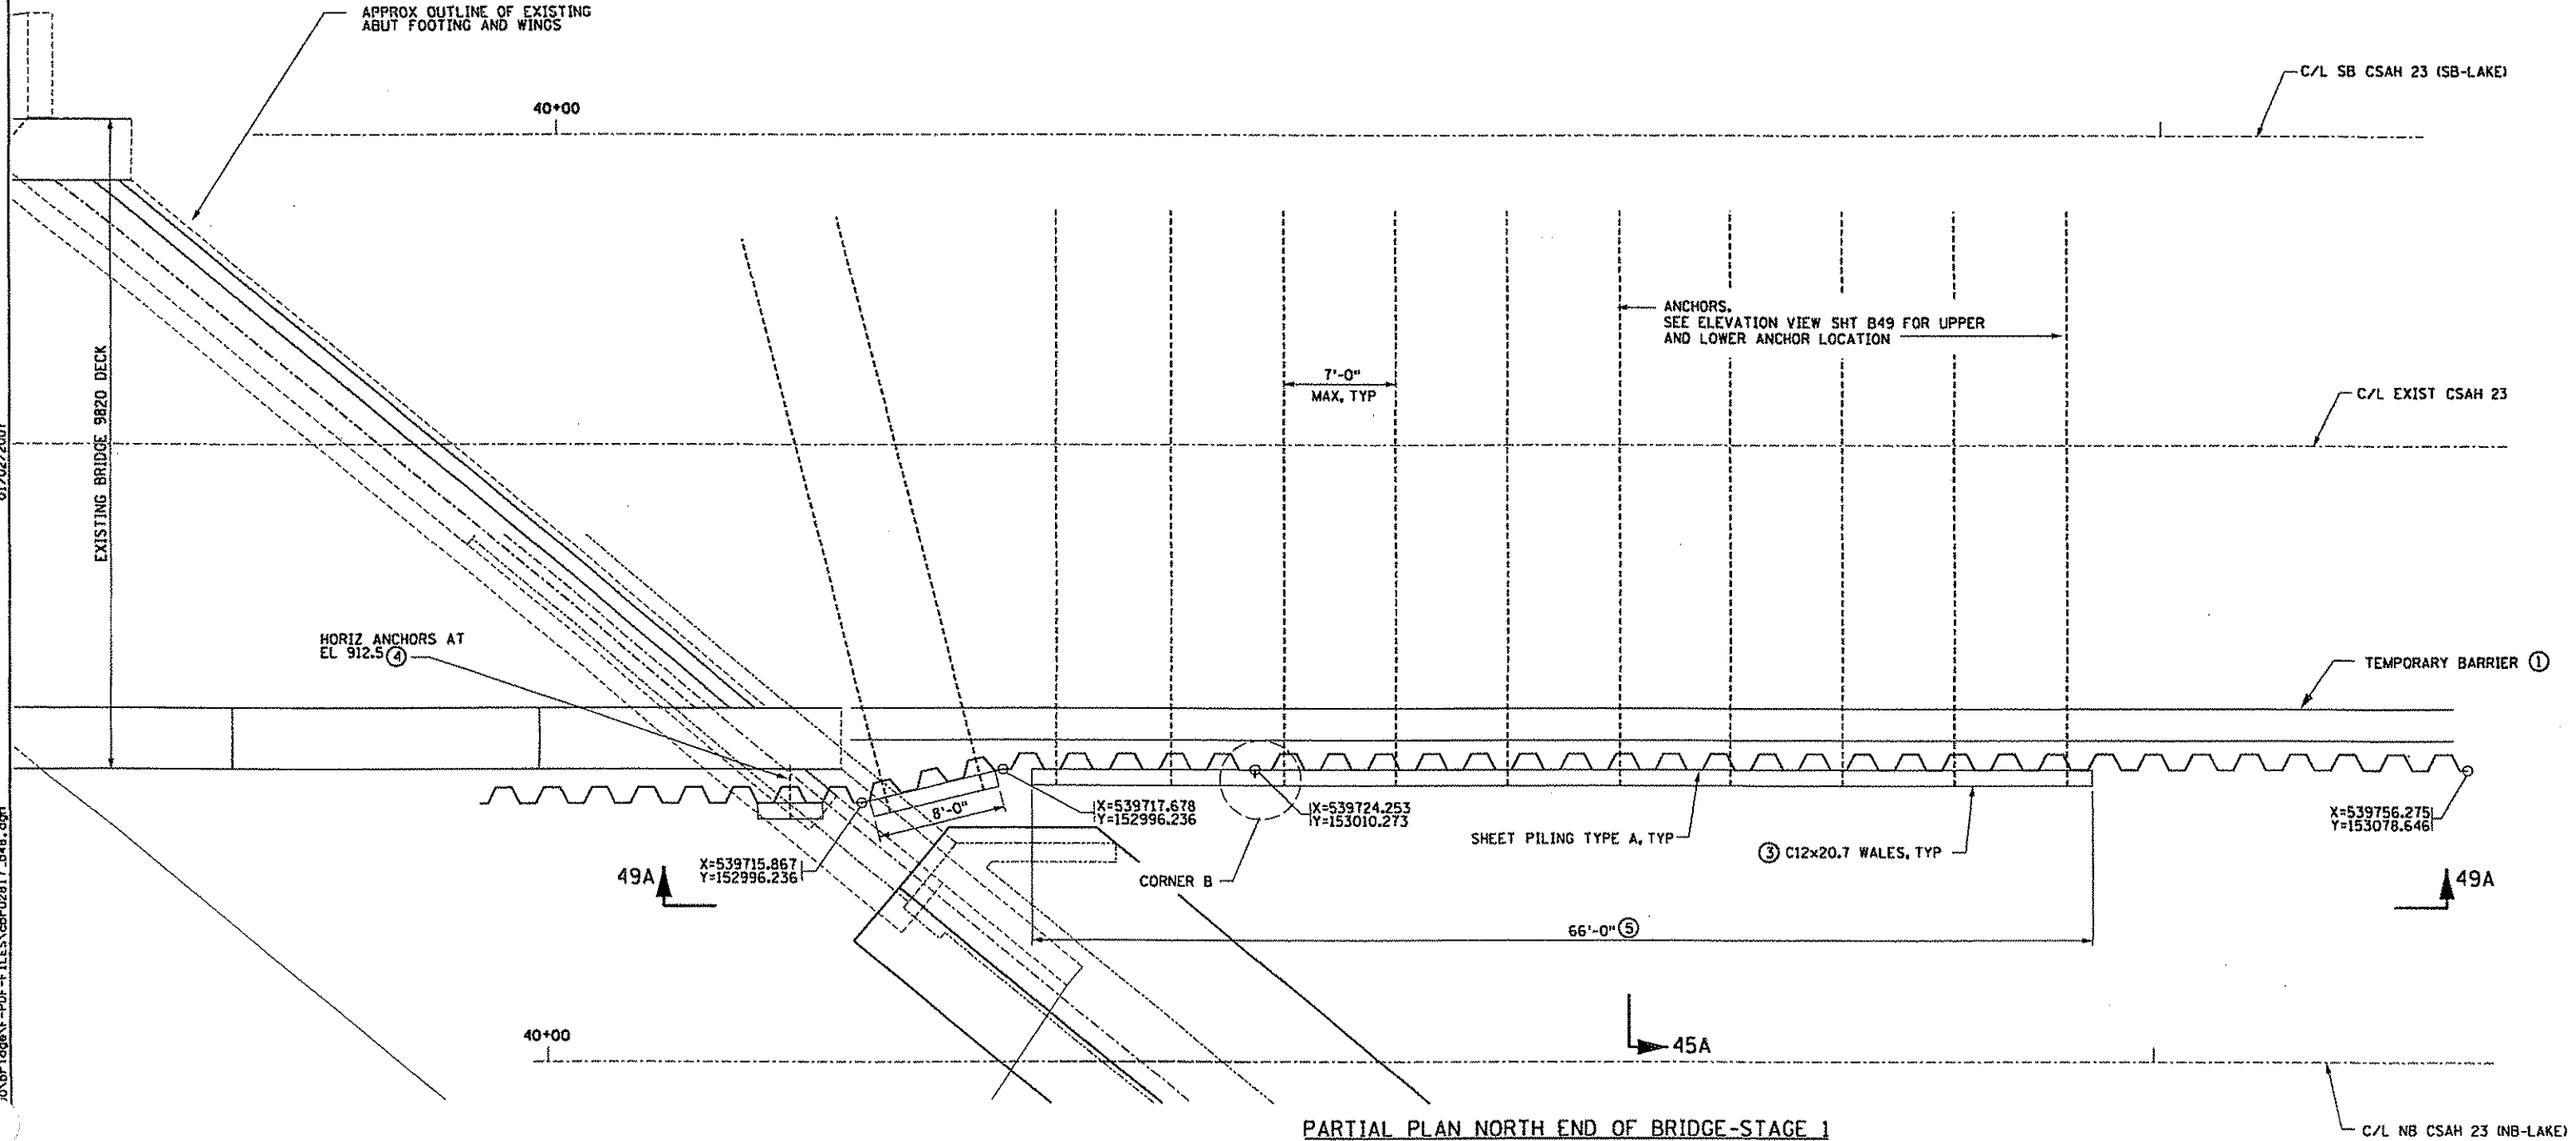 APPROX OUTLINE OF EXISTING
ABUT FOOTING AND WINGS
C/L SB CSAH 23 (SB-LAKE)
40+00
ANCHORS.
SEE ELEVATION VIEW SHT B49 FOR UPPER
AND LOWER ANCHOR LOCATION
7'-0"
MAX, TYP
C/L EXIST CSAH 23
EXISTING BRIDGE 9820 DECK
01/02/2007
HORIZ ANCHORS AT
EL 912.5 ④
TEMPORARY BARRIER ①
8'-0"
X=539717.678
Y=152996.236
X=539724.253
Y=153010.273
X=539756.275
Y=153078.646
SHEET PILING TYPE A, TYP
③ C12x20.7 WALES, TYP
X=539715.867
Y=152996.236
49A
CORNER B
49A
66'-0" ⑤
40+00
45A
PARTIAL PLAN NORTH END OF BRIDGE-STAGE 1
C/L NB CSAH 23 (NB-LAKE)